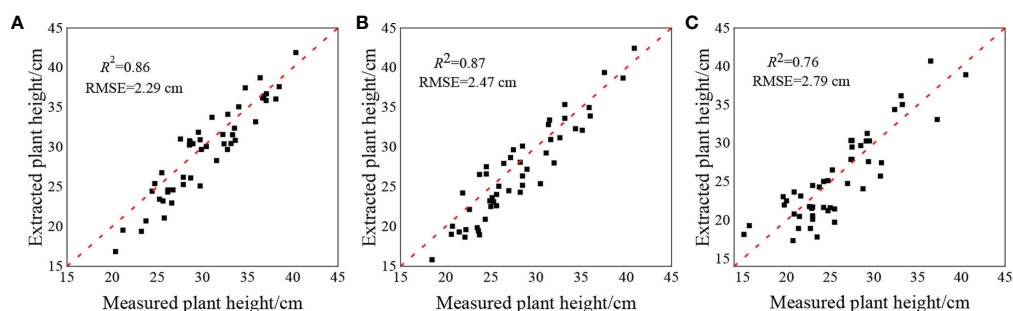 A
45
40
35
30
25
20
15
15 20 25 30 35 40 45
Extracted plant height/cm
Measured plant height/cm
R²=0.86
RMSE=2.29 cm
B
45
40
35
30
25
20
15
15 20 25 30 35 40 45
Extracted plant height/cm
Measured plant height/cm
R²=0.87
RMSE=2.47 cm
C
45
40
35
30
25
20
15
15 20 25 30 35 40 45
Extracted plant height/cm
Measured plant height/cm
R²=0.76
RMSE=2.79 cm